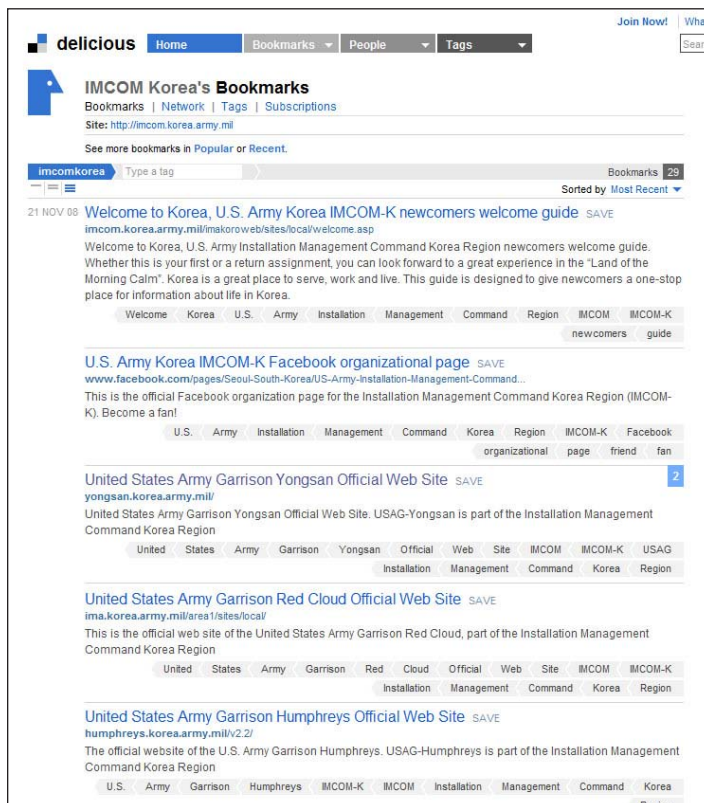 Join Now!
delicious Home Bookmarks People Tags
IMCOM Korea's Bookmarks
Bookmarks | Network | Tags | Subscriptions
Site: http://imcom.korea.army.mil
See more bookmarks in Popular or Recent.
imcomkorea Type a tag Bookmarks 29
Sorted by Most Recent
21 NOV 08 Welcome to Korea, U.S. Army Korea IMCOM-K newcomers welcome guide SAVE
imcom.korea.army.mil/imakoroweb/sites/local/welcome.asp
Welcome to Korea, U.S. Army Installation Management Command Korea Region newcomers welcome guide.
Whether this is your first or a return assignment, you can look forward to a great experience in the "Land of the
Morning Calm". Korea is a great place to serve, work and live. This guide is designed to give newcomers a one-stop
place for information about life in Korea.
Welcome Korea U.S. Army Installation Management Command Region IMCOM IMCOM-K
newcomers guide
U.S. Army Korea IMCOM-K Facebook organizational page SAVE
www.facebook.com/pages/Seoul-South-Korea/US-Army-Installation-Management-Command...
This is the official Facebook organization page for the Installation Management Command Korea Region (IMCOM-
K). Become a fan!
U.S. Army Installation Management Command Korea Region IMCOM-K Facebook
organizational page friend fan
United States Army Garrison Yongsan Official Web Site SAVE 2
yongsan.korea.army.mil/
United States Army Garrison Yongsan Official Web Site. USAG-Yongsan is part of the Installation Management
Command Korea Region
United States Army Garrison Yongsan Official Web Site IMCOM IMCOM-K USAG
Installation Management Command Korea Region
United States Army Garrison Red Cloud Official Web Site SAVE
ima.korea.army.mil/area1/sites/local/
This is the official web site of the United States Army Garrison Red Cloud, part of the Installation Management
Command Korea Region
United States Army Garrison Red Cloud Official Web Site IMCOM IMCOM-K
Installation Management Command Korea Region
United States Army Garrison Humphreys Official Web Site SAVE
humphreys.korea.army.mil/v2.2/
The official website of the U.S. Army Garrison Humphreys. USAG-Humphreys is part of the Installation Management
Command Korea Region
U.S. Army Garrison Humphreys IMCOM-K IMCOM Installation Management Command Korea